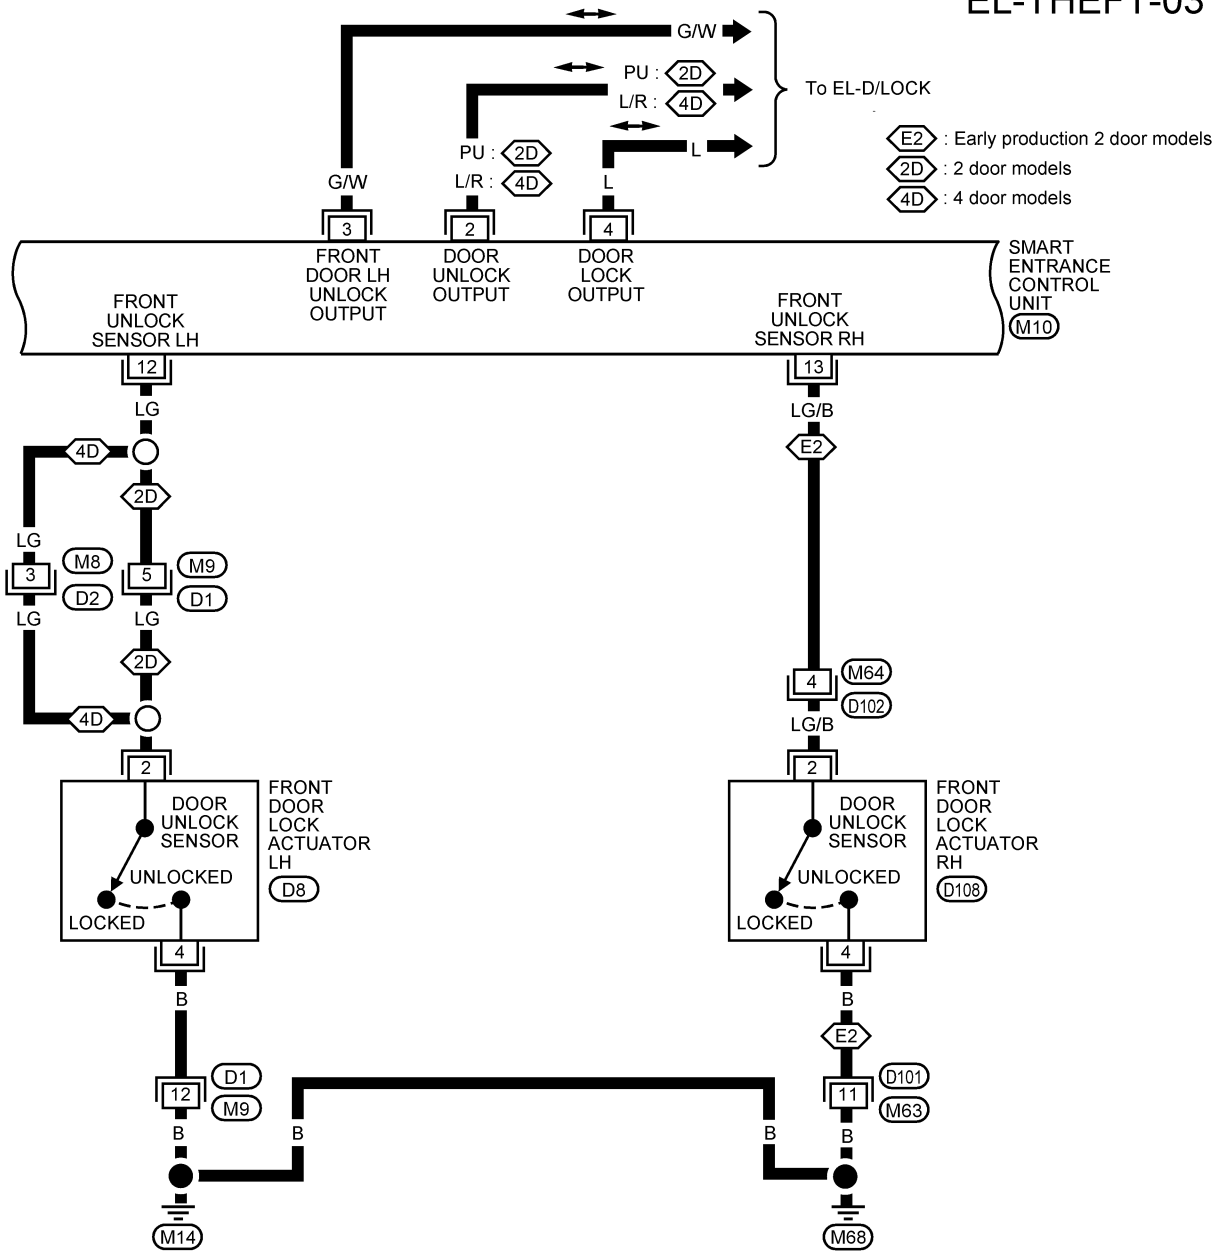 EL-THEFT-03
G/W
PU : 2D
L/R : 4D
To EL-D/LOCK
L
E2 : Early production 2 door models
2D : 2 door models
4D : 4 door models
PU : 2D
L/R : 4D
G/W
L
3
2
4
FRONT
DOOR LH
UNLOCK
OUTPUT
DOOR
UNLOCK
OUTPUT
DOOR
LOCK
OUTPUT
SMART
ENTRANCE
CONTROL
UNIT
M10
FRONT
UNLOCK
SENSOR LH
FRONT
UNLOCK
SENSOR RH
12
13
LG
LG/B
4D
E2
2D
LG
3
M8
D2
5
M9
D1
LG
LG
2D
4D
4
M64
D102
LG/B
2
2
DOOR
UNLOCK
SENSOR
UNLOCKED
LOCKED
FRONT
DOOR
LOCK
ACTUATOR
LH
D8
DOOR
UNLOCK
SENSOR
UNLOCKED
LOCKED
FRONT
DOOR
LOCK
ACTUATOR
RH
D108
4
4
B
B
E2
12
D1
M9
11
D101
M63
B
B
B
B
M14
M68